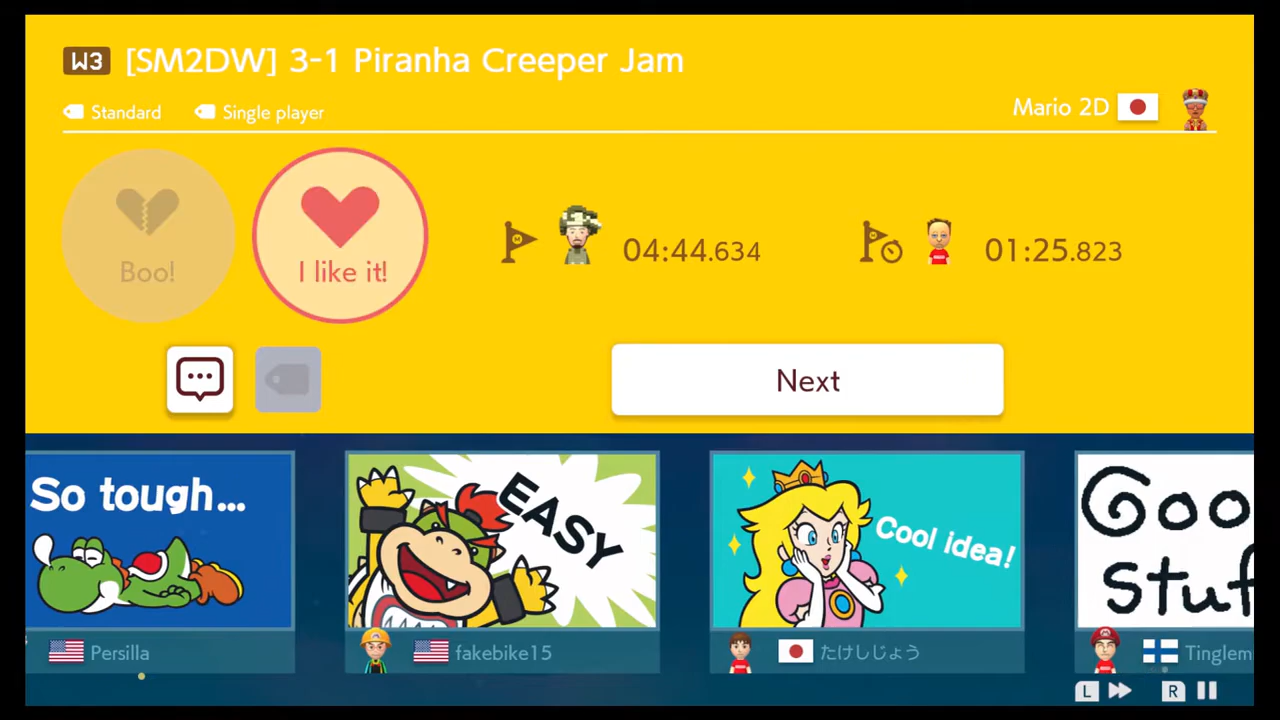 W3 [SM2DW] 3-1 Piranha Creeper Jam
Standard Single player
Mario 2D
Boo!
I like it!
M
04:44.634
M
01:25.823
Next
So tough...
EASY
Cool idea!
Goo
stuf
Persilla
fakebike15
たけしじょう
Tinglem
L
R